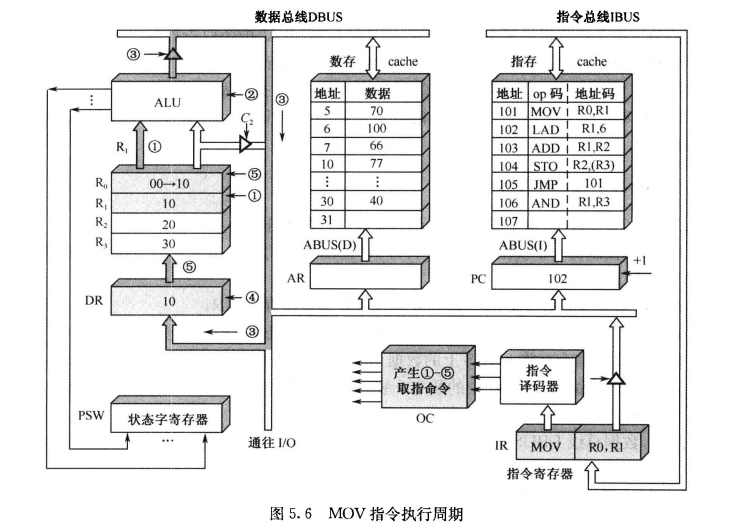 数据总线DBUS
指令总线IBUS
③
数存 cache
指存 cache
ALU
②
⋮
C₂
③
R₁
①
⑤
R₀ 00→10
①
R₁ 10
R₂ 20
R₃ 30
⑤
DR 10
④
③
地址 数据
5 70
6 100
7 66
10 77
⋮ ⋮
30 40
31
ABUS(D)
AR
地址 op 码 地址码
101 MOV R0,R1
102 LAD R1,6
103 ADD R1,R2
104 STO R2,(R3)
105 JMP 101
106 AND R1,R3
107
ABUS(I)
PC 102
+1
产生①-⑤
取指命令
OC
指令
译码器
PSW 状态字寄存器
…
通往 I/O
IR MOV R0,R1
指令寄存器
图 5.6 MOV 指令执行周期